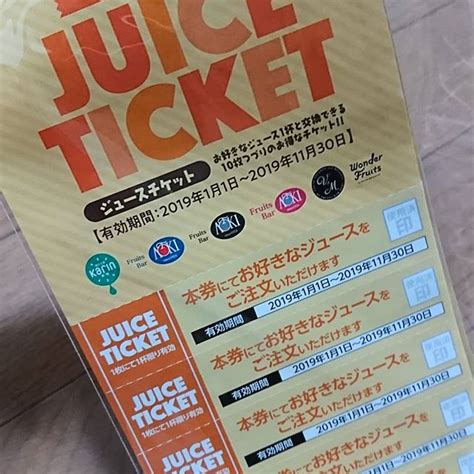 JUICE
TICKET
お好きなジュース1杯と交換できる
10枚つづりのお得なチケット!!
ジュースチケット
【有効期間:2019年1月1日~2019年11月30日】
karin
Fruits Bar AOKI
Fruits Bar AOKI
Fruits Bar AOKI
VM
Wonder Fruits
JUICE
TICKET
1枚にて1杯限り有効
本券にてお好きなジュースを
ご注文いただけます
有効期間 2019年1月1日~2019年11月30日
使用済
印
JUICE
TICKET
1枚にて1杯限り有効
本券にてお好きなジュースを
ご注文いただけます
有効期間 2019年1月1日~2019年11月30日
使用済
印
JUICE
TICKET
本券にてお好きなジュースを
ご注文いただけます
有効期間 2019年1月1日~2019年11月30日
印
本券にてお好きなジュースを